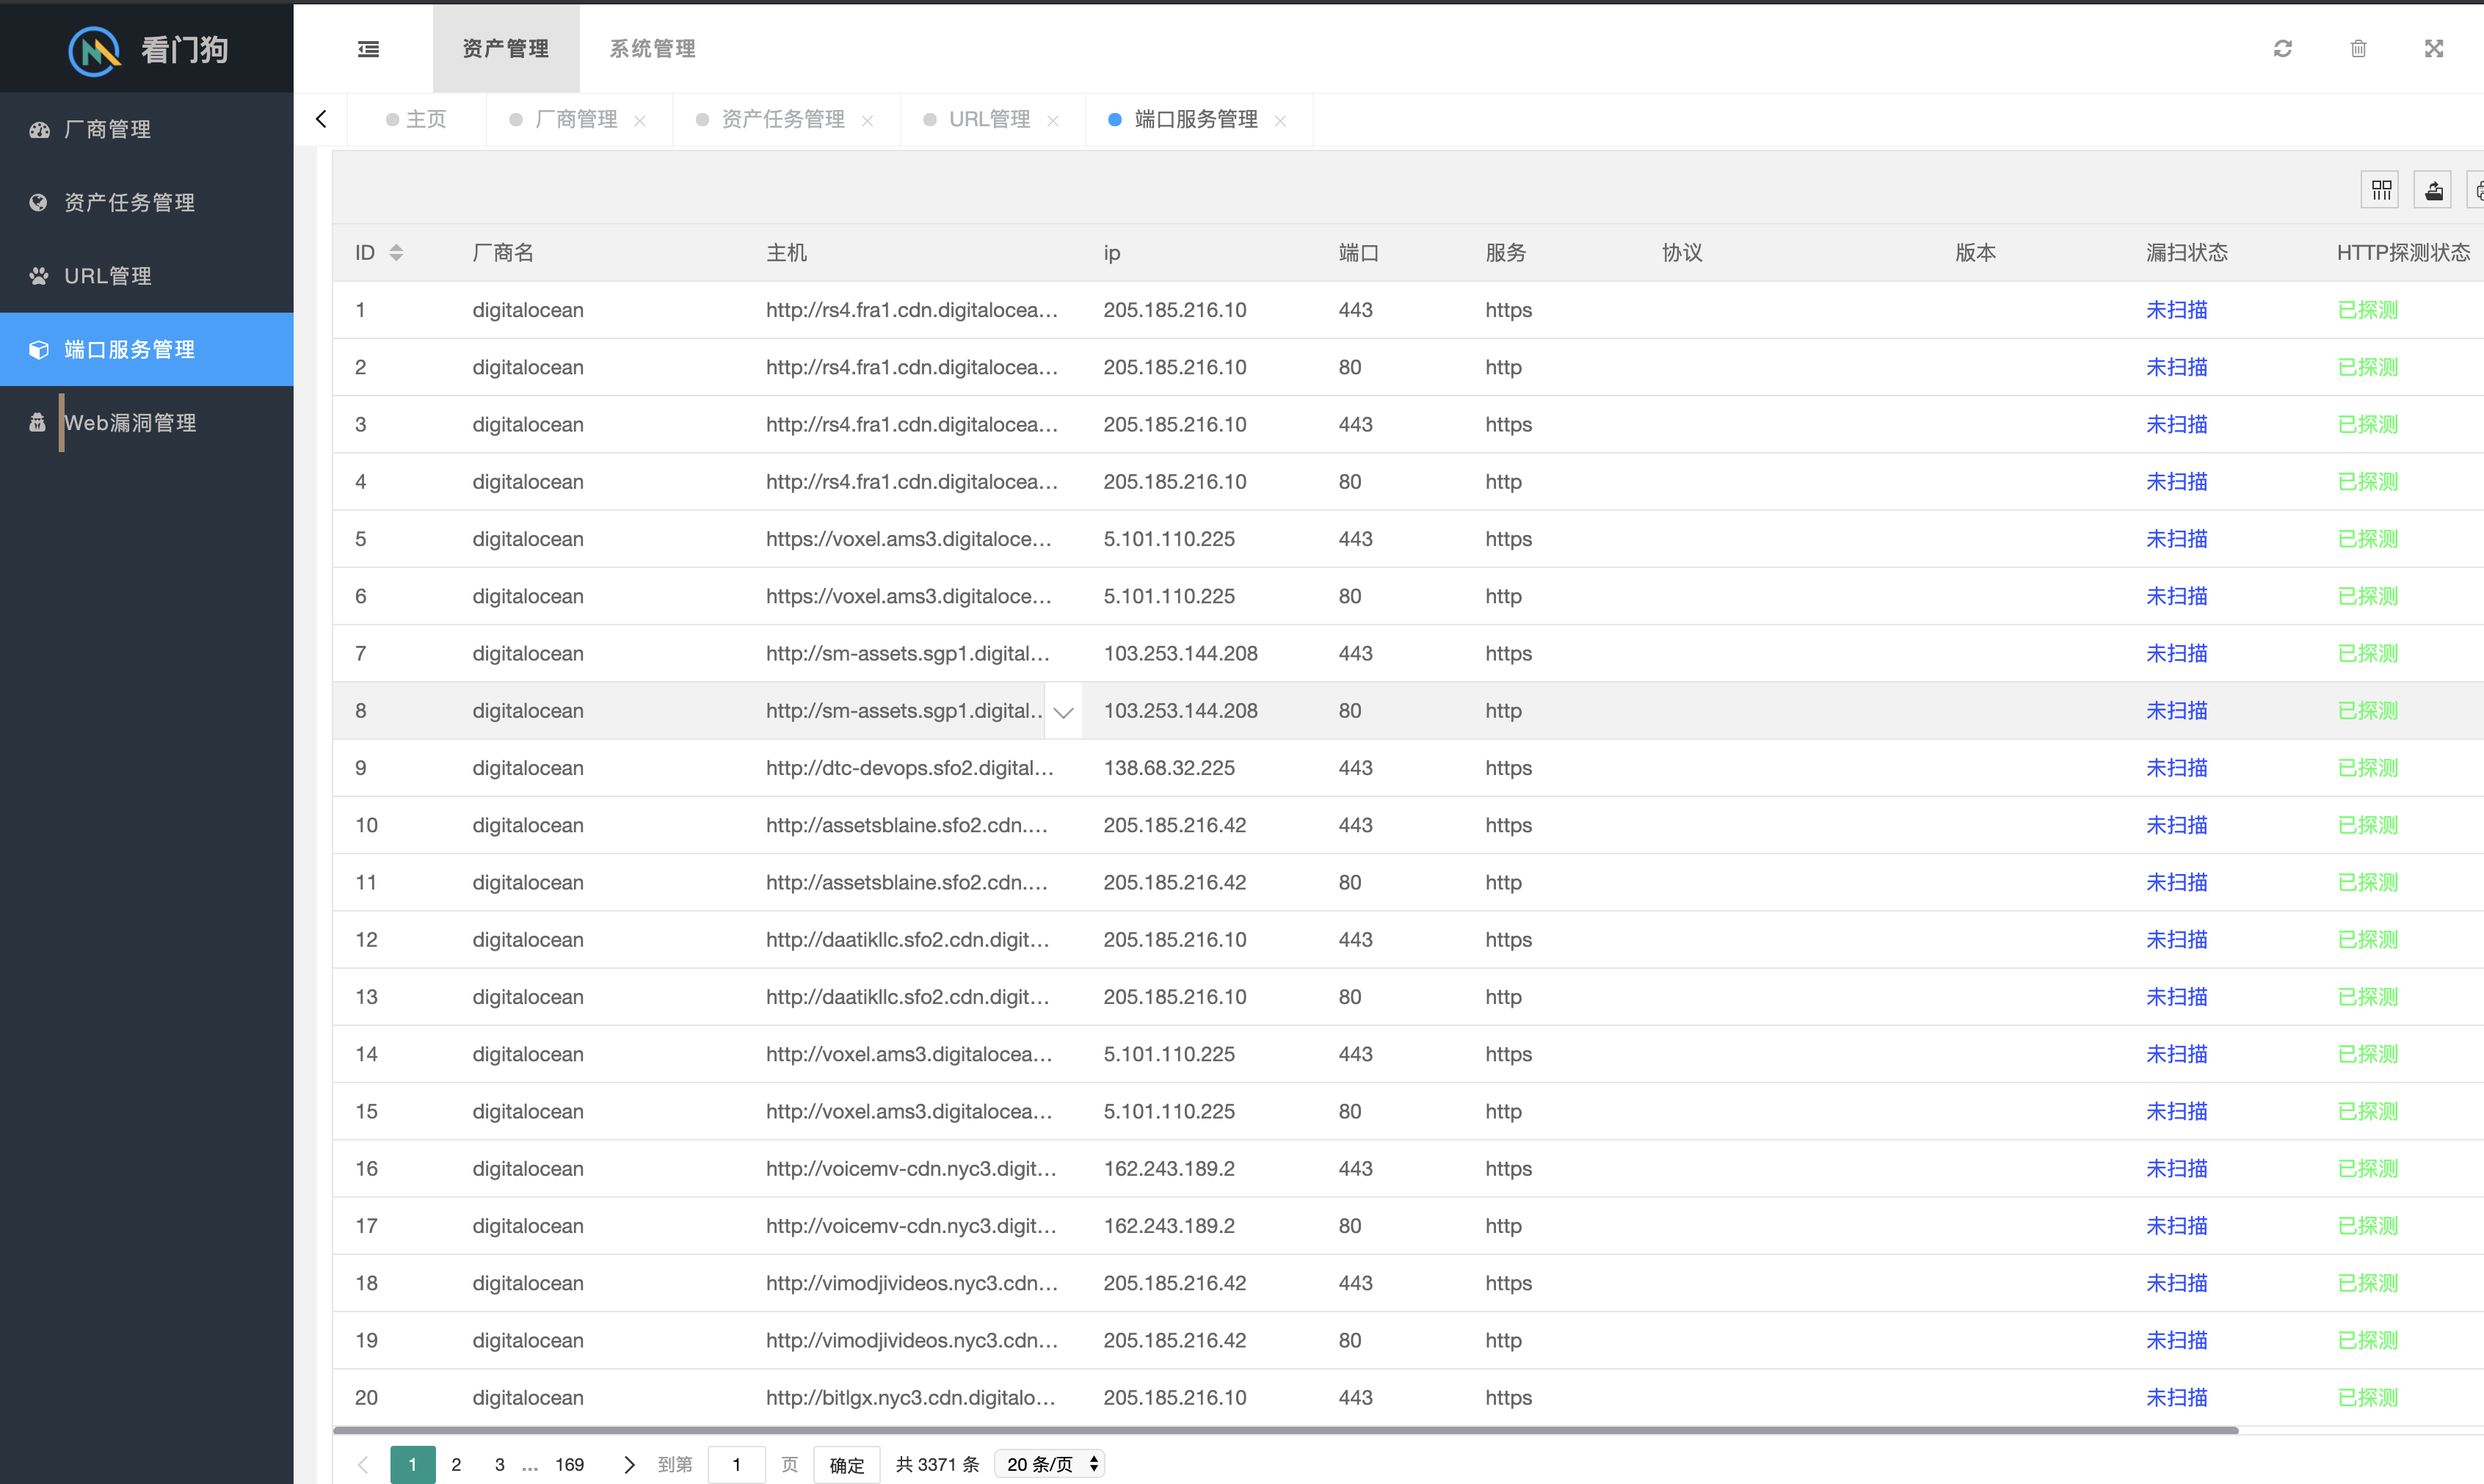 看门狗
资产管理 系统管理
主页 厂商管理 资产任务管理 URL管理 端口服务管理
厂商管理
资产任务管理
URL管理
端口服务管理
Web漏洞管理
ID 厂商名 主机 ip 端口 服务 协议 版本 漏扫状态 HTTP探测状态
1 digitalocean http://rs4.fra1.cdn.digitalocea... 205.185.216.10 443 https 未扫描 已探测
2 digitalocean http://rs4.fra1.cdn.digitalocea... 205.185.216.10 80 http 未扫描 已探测
3 digitalocean http://rs4.fra1.cdn.digitalocea... 205.185.216.10 443 https 未扫描 已探测
4 digitalocean http://rs4.fra1.cdn.digitalocea... 205.185.216.10 80 http 未扫描 已探测
5 digitalocean https://voxel.ams3.digitaloce... 5.101.110.225 443 https 未扫描 已探测
6 digitalocean https://voxel.ams3.digitaloce... 5.101.110.225 80 http 未扫描 已探测
7 digitalocean http://sm-assets.sgp1.digital... 103.253.144.208 443 https 未扫描 已探测
8 digitalocean http://sm-assets.sgp1.digital.. 103.253.144.208 80 http 未扫描 已探测
9 digitalocean http://dtc-devops.sfo2.digital... 138.68.32.225 443 https 未扫描 已探测
10 digitalocean http://assetsblaine.sfo2.cdn.... 205.185.216.42 443 https 未扫描 已探测
11 digitalocean http://assetsblaine.sfo2.cdn.... 205.185.216.42 80 http 未扫描 已探测
12 digitalocean http://daatikllc.sfo2.cdn.digit... 205.185.216.10 443 https 未扫描 已探测
13 digitalocean http://daatikllc.sfo2.cdn.digit... 205.185.216.10 80 http 未扫描 已探测
14 digitalocean http://voxel.ams3.digitalocea... 5.101.110.225 443 https 未扫描 已探测
15 digitalocean http://voxel.ams3.digitalocea... 5.101.110.225 80 http 未扫描 已探测
16 digitalocean http://voicemv-cdn.nyc3.digit... 162.243.189.2 443 https 未扫描 已探测
17 digitalocean http://voicemv-cdn.nyc3.digit... 162.243.189.2 80 http 未扫描 已探测
18 digitalocean http://vimodjivideos.nyc3.cdn... 205.185.216.42 443 https 未扫描 已探测
19 digitalocean http://vimodjivideos.nyc3.cdn... 205.185.216.42 80 http 未扫描 已探测
20 digitalocean http://bitlgx.nyc3.cdn.digitalo... 205.185.216.10 443 https 未扫描 已探测
1 2 3 ... 169 到第 1 页 确定 共 3371 条 20 条/页